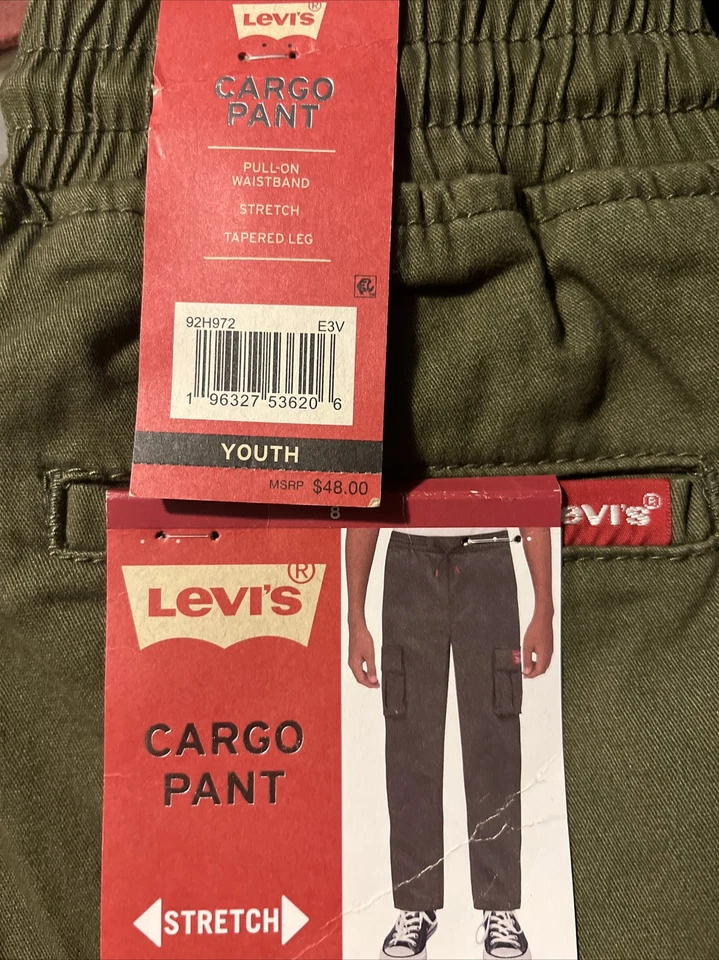 Levi's®
CARGO
PANT
PULL-ON
WAISTBAND
STRETCH
TAPERED LEG
92H972 E3V
1 96327 53620 6
YOUTH
MSRP $48.00
8
evi's®
Levi's®
CARGO
PANT
STRETCH